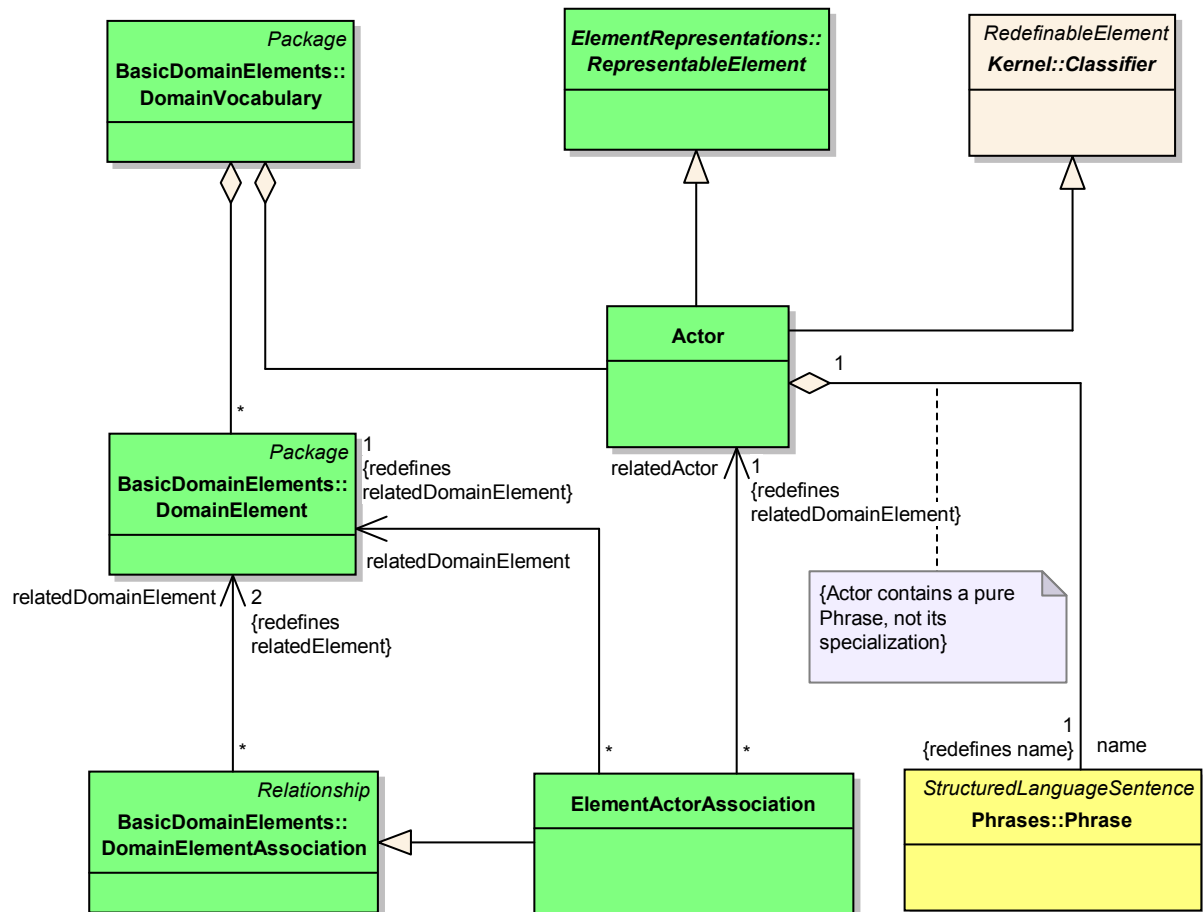 Package
BasicDomainElements::
DomainVocabulary
ElementRepresentations::
RepresentableElement
RedefinableElement
Kernel::Classifier
Actor
1
*
Package
BasicDomainElements::
DomainElement
1
{redefines
relatedDomainElement}
relatedDomainElement
relatedActor
1
{redefines
relatedDomainElement}
{Actor contains a pure
Phrase, not its
specialization}
relatedDomainElement
2
{redefines
relatedElement}
*
*
*
1
{redefines name}
name
Relationship
BasicDomainElements::
DomainElementAssociation
ElementActorAssociation
StructuredLanguageSentence
Phrases::Phrase